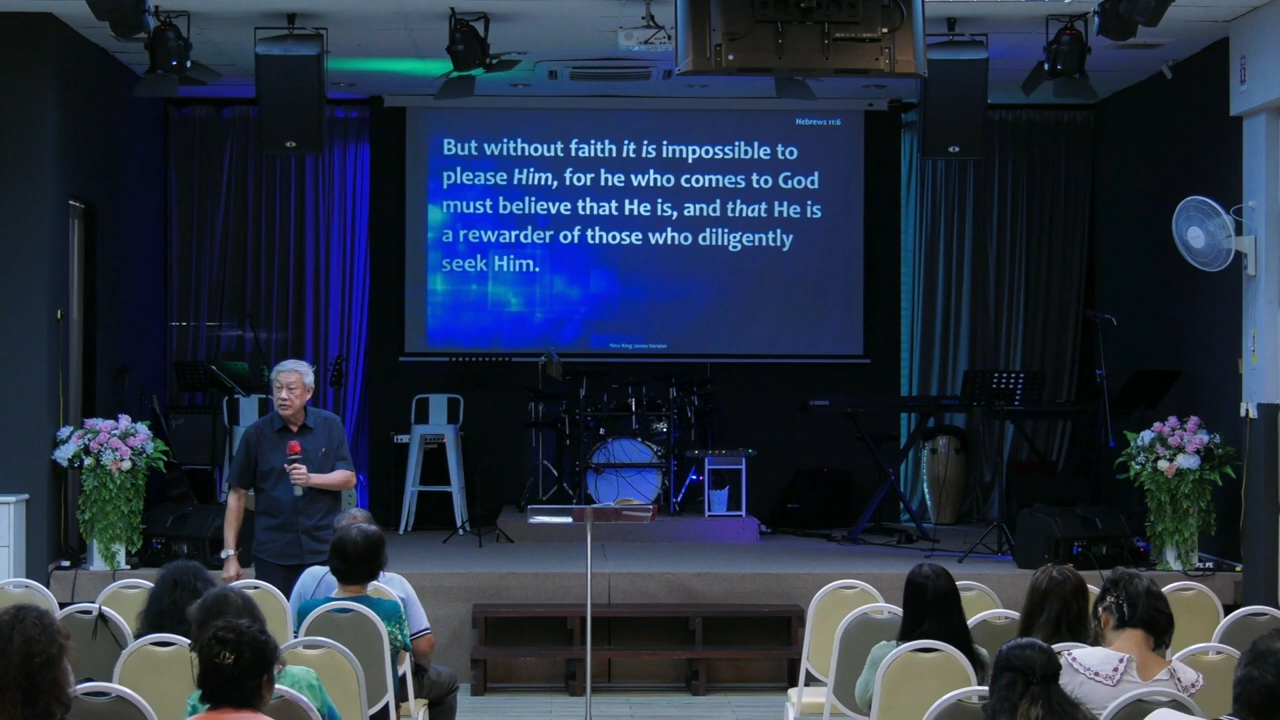 Hebrews 11:6
But without faith it is impossible to
please Him, for he who comes to God
must believe that He is, and that He is
a rewarder of those who diligently
seek Him.
New King James Version